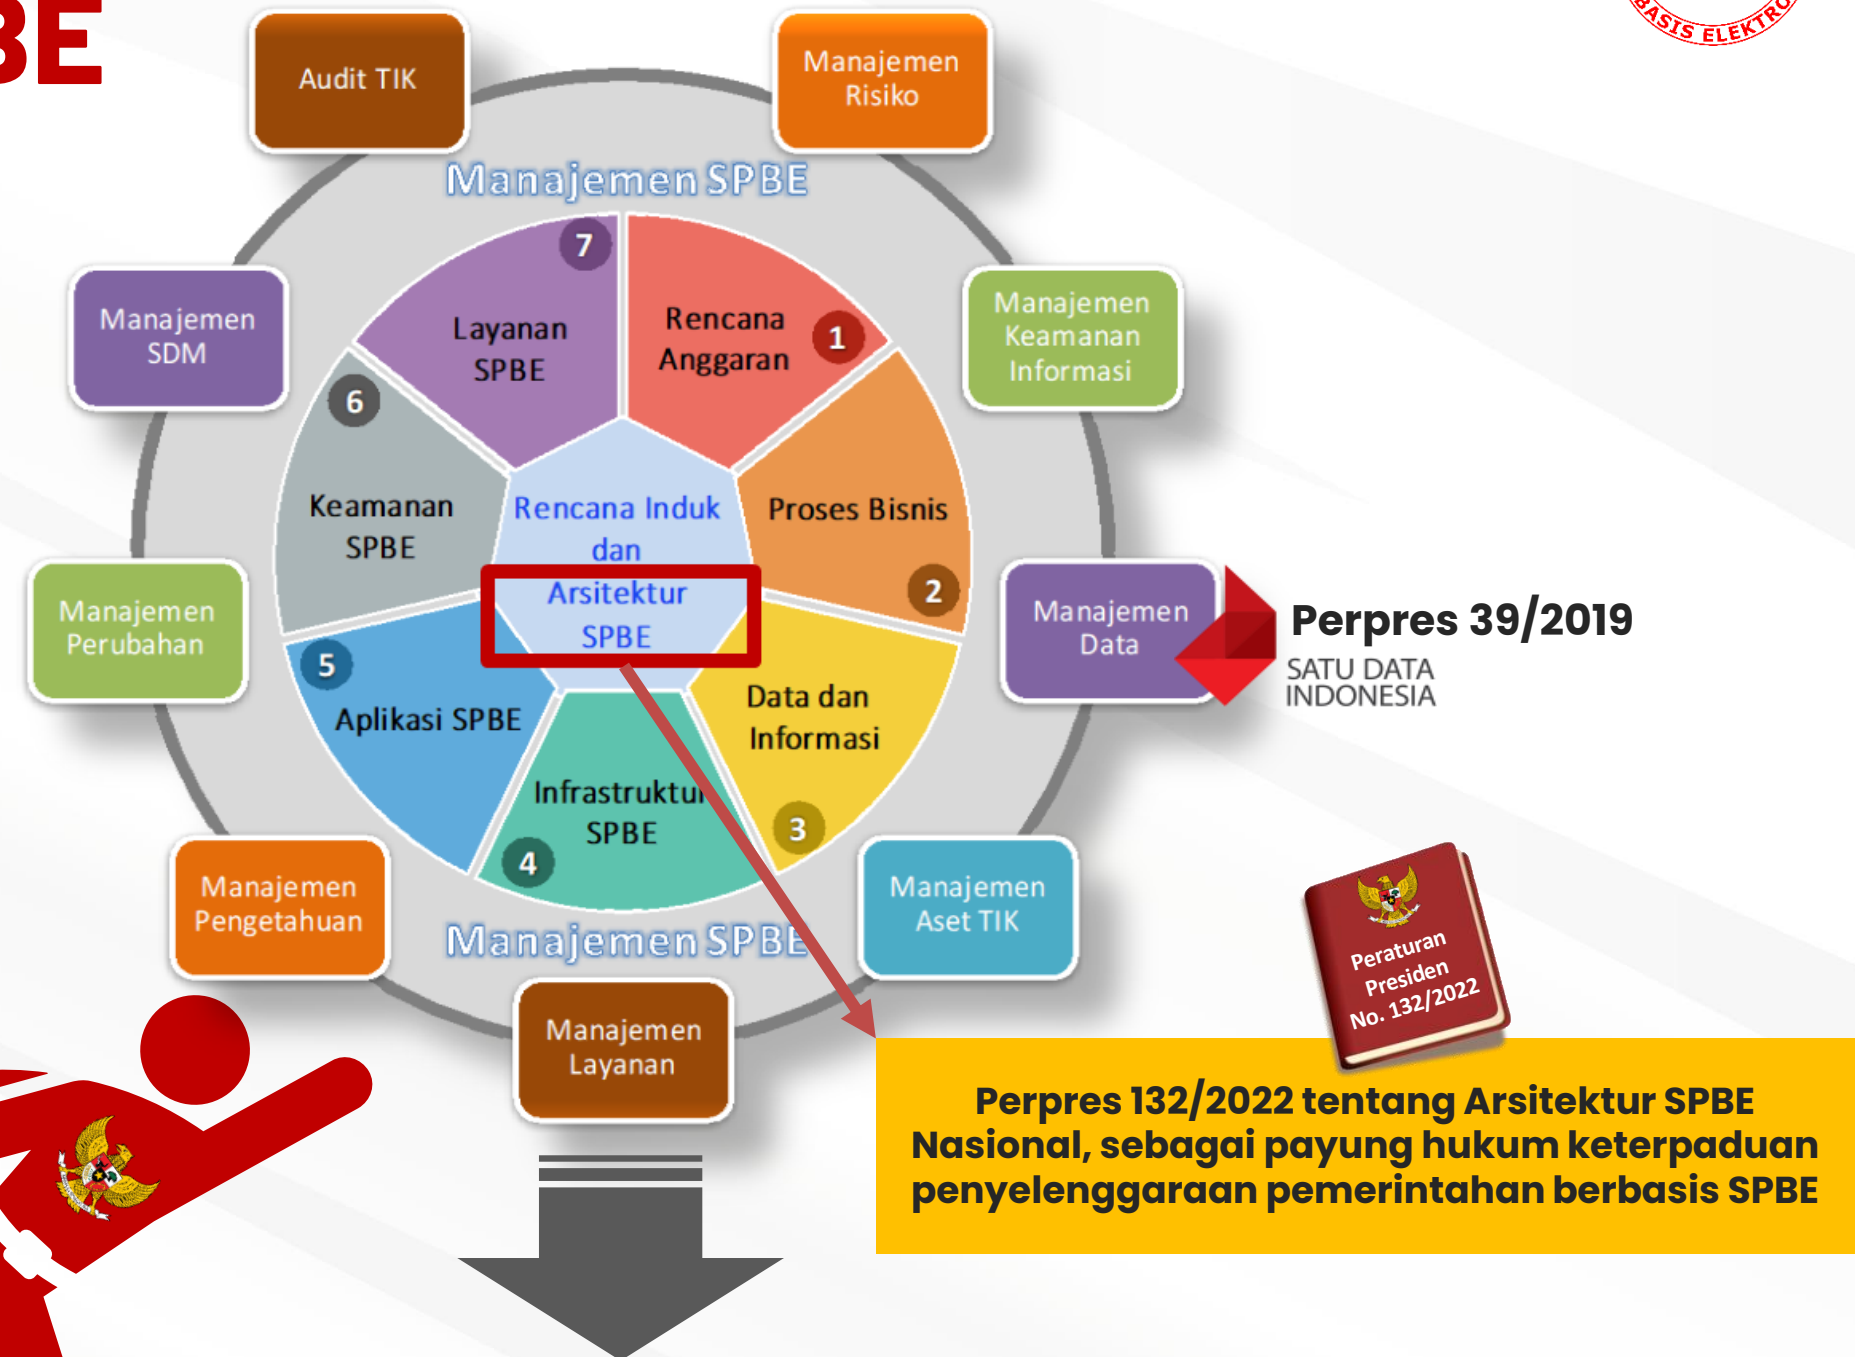 BE
BASIS ELEKTRO
Audit TIK
Manajemen
Risiko
Manajemen SPBE
7
Layanan
SPBE
Rencana
Anggaran
1
Manajemen
SDM
Manajemen
Keamanan
Informasi
6
Keamanan
SPBE
Rencana Induk
dan
Arsitektur
SPBE
Proses Bisnis
2
Manajemen
Perubahan
Manajemen
Data
Perpres 39/2019
SATU DATA
INDONESIA
5
Aplikasi SPBE
Data dan
Informasi
3
Infrastruktur
SPBE
4
Manajemen
Pengetahuan
Manajemen
Aset TIK
Manajemen SPBE
Manajemen
Layanan
Peraturan
Presiden
No. 132/2022
Perpres 132/2022 tentang Arsitektur SPBE
Nasional, sebagai payung hukum keterpaduan
penyelenggaraan pemerintahan berbasis SPBE